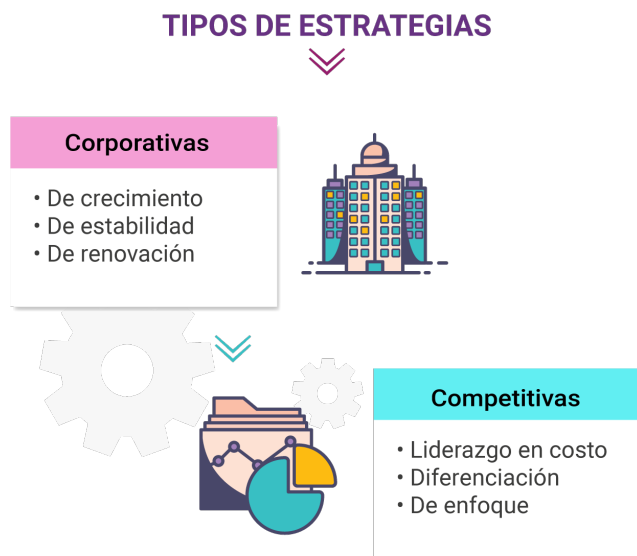 TIPOS DE ESTRATEGIAS
Corporativas
• De crecimiento
• De estabilidad
• De renovación
Competitivas
• Liderazgo en costo
• Diferenciación
• De enfoque